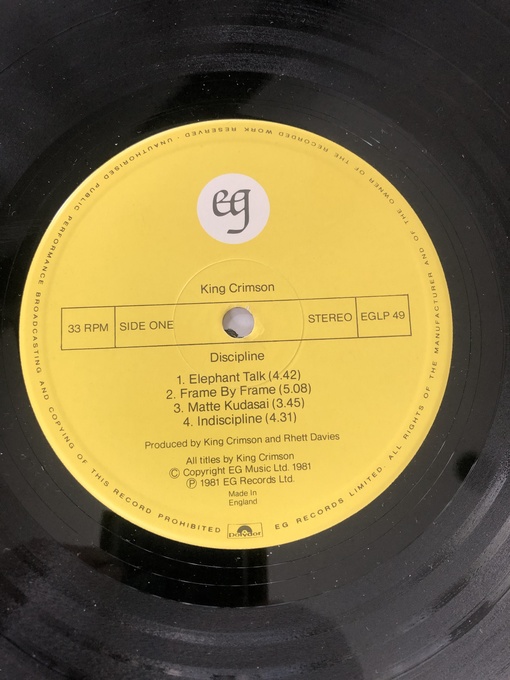 eg
King Crimson
33 RPM SIDE ONE STEREO EGLP 49
Discipline
1. Elephant Talk (4.42)
2. Frame By Frame (5.08)
3. Matte Kudasai (3.45)
4. Indiscipline (4.31)
Produced by King Crimson and Rhett Davies
All titles by King Crimson
© Copyright EG Music Ltd. 1981
℗ 1981 EG Records Ltd.
Made In
England
Polydor
EG RECORDS LIMITED. ALL RIGHTS OF THE MANUFACTURER AND OF THE OWNER OF THE RECORDED WORK RESERVED · UNAUTHORISED PUBLIC PERFORMANCE BROADCASTING AND COPYING OF THIS RECORD PROHIBITED